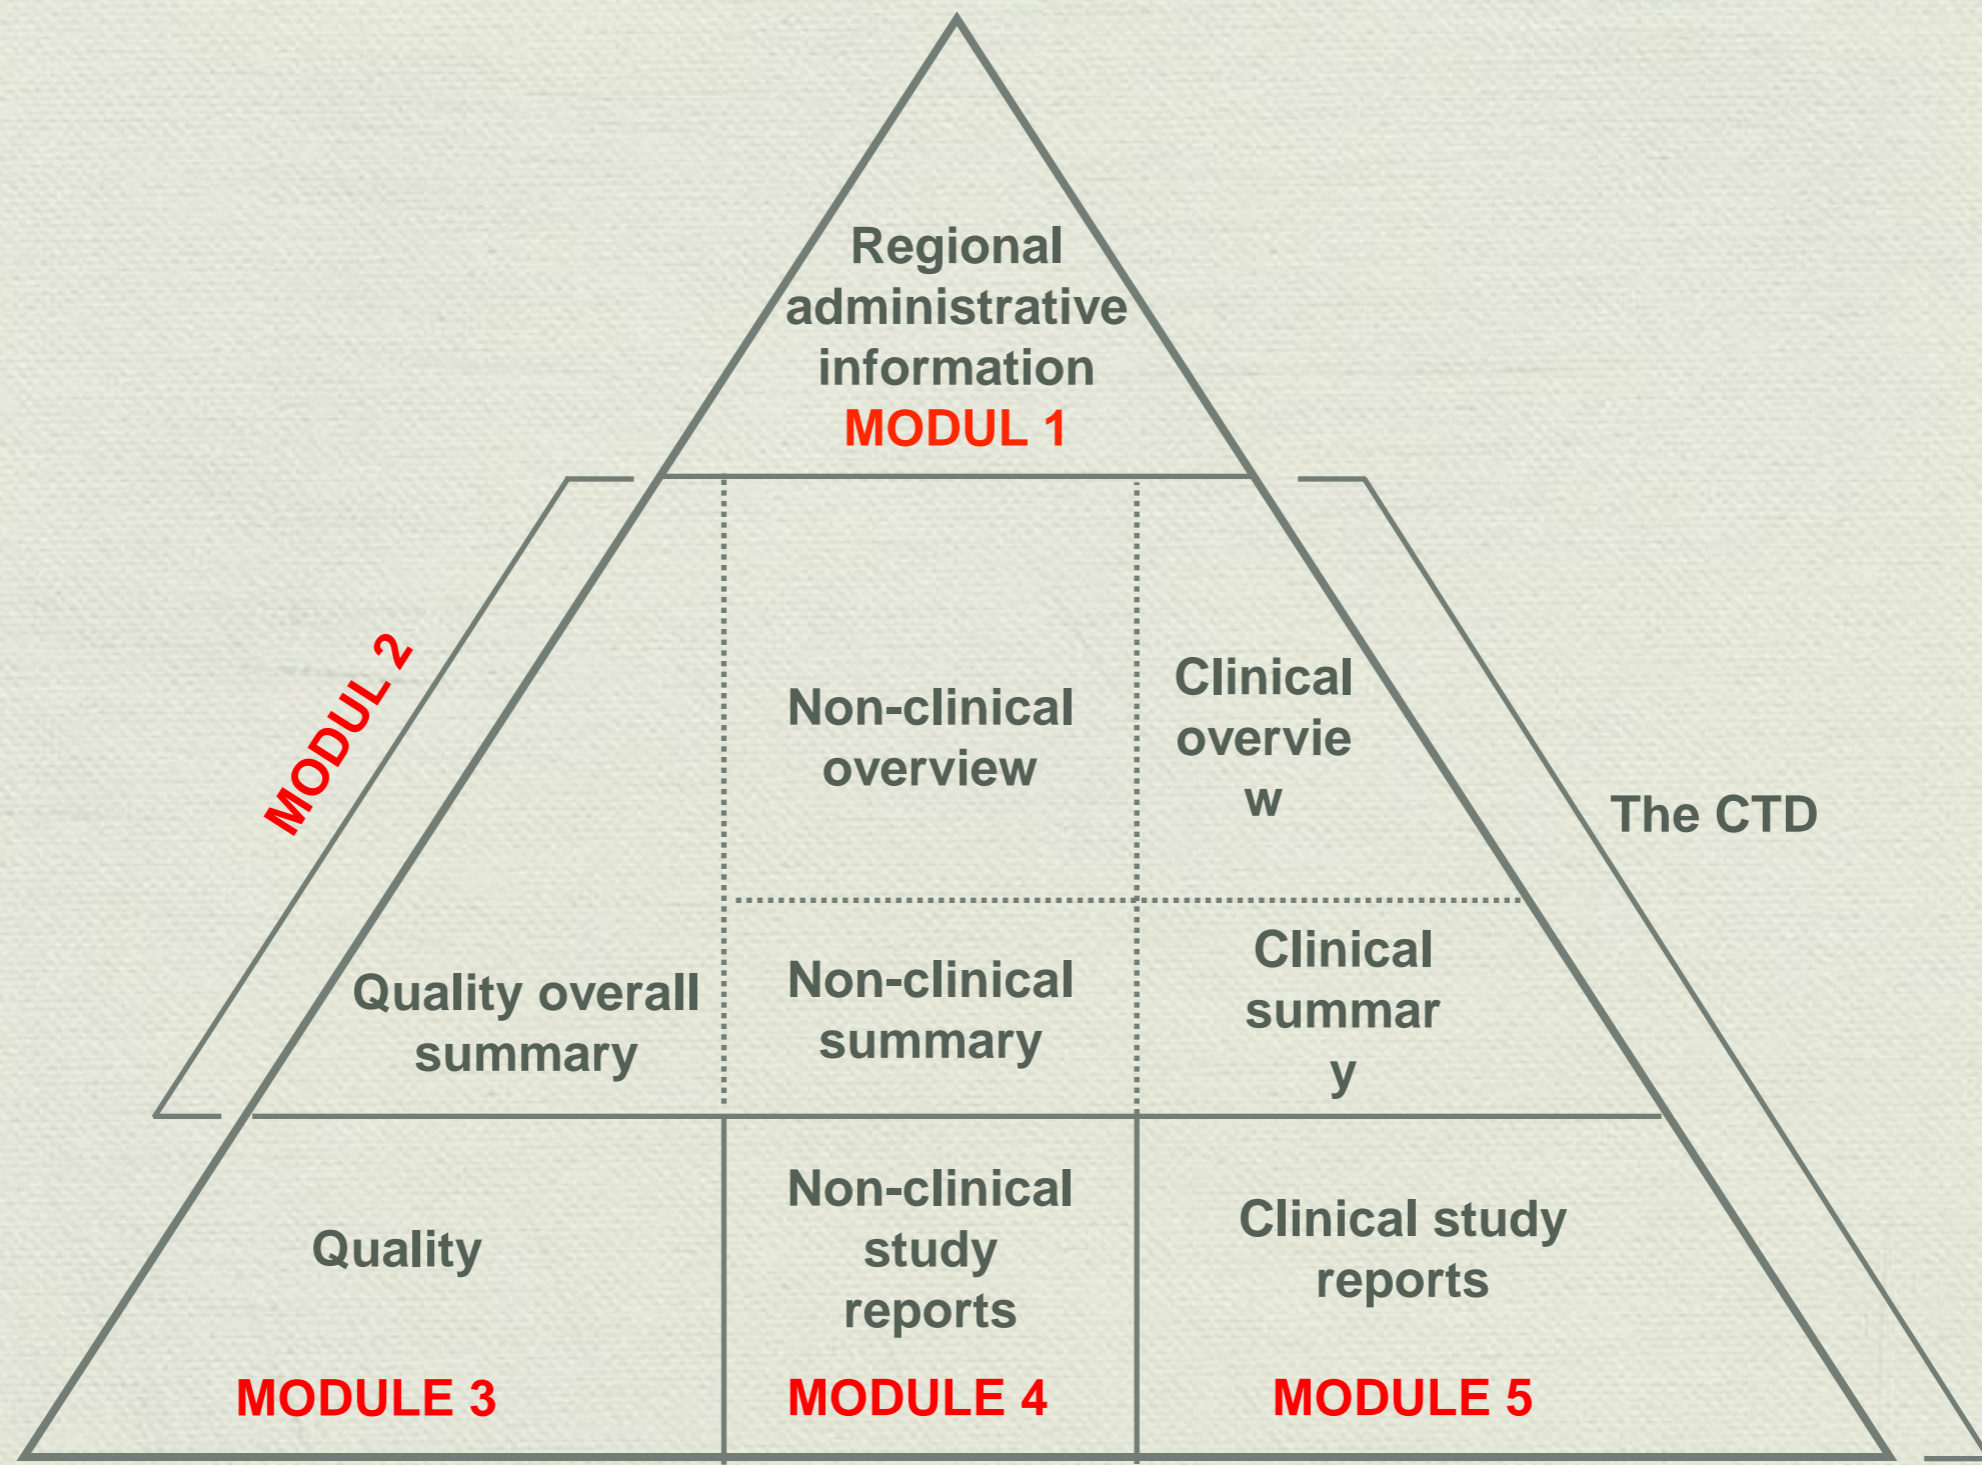 Regional
administrative
information
MODUL 1
MODUL 2
Non-clinical
overview
Clinical
overvie
w
The CTD
Quality overall
summary
Non-clinical
summary
Clinical
summar
y
Quality
MODULE 3
Non-clinical
study
reports
MODULE 4
Clinical study
reports
MODULE 5